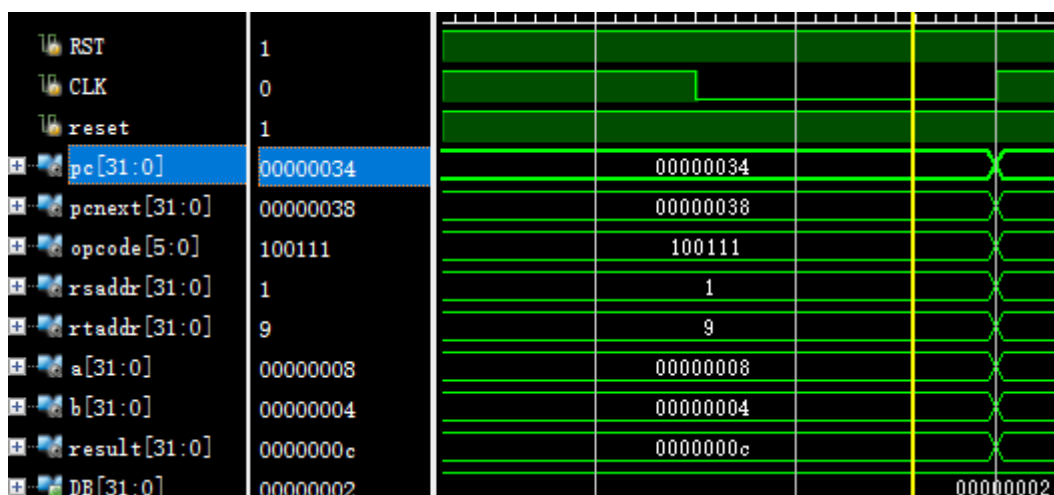 RST 1
CLK 0
reset 1
pc[31:0] 00000034 00000034
pcnext[31:0] 00000038 00000038
opcode[5:0] 100111 100111
rsaddr[31:0] 1 1
rtaddr[31:0] 9 9
a[31:0] 00000008 00000008
b[31:0] 00000004 00000004
result[31:0] 0000000c 0000000c
DB[31:0] 00000002 00000002